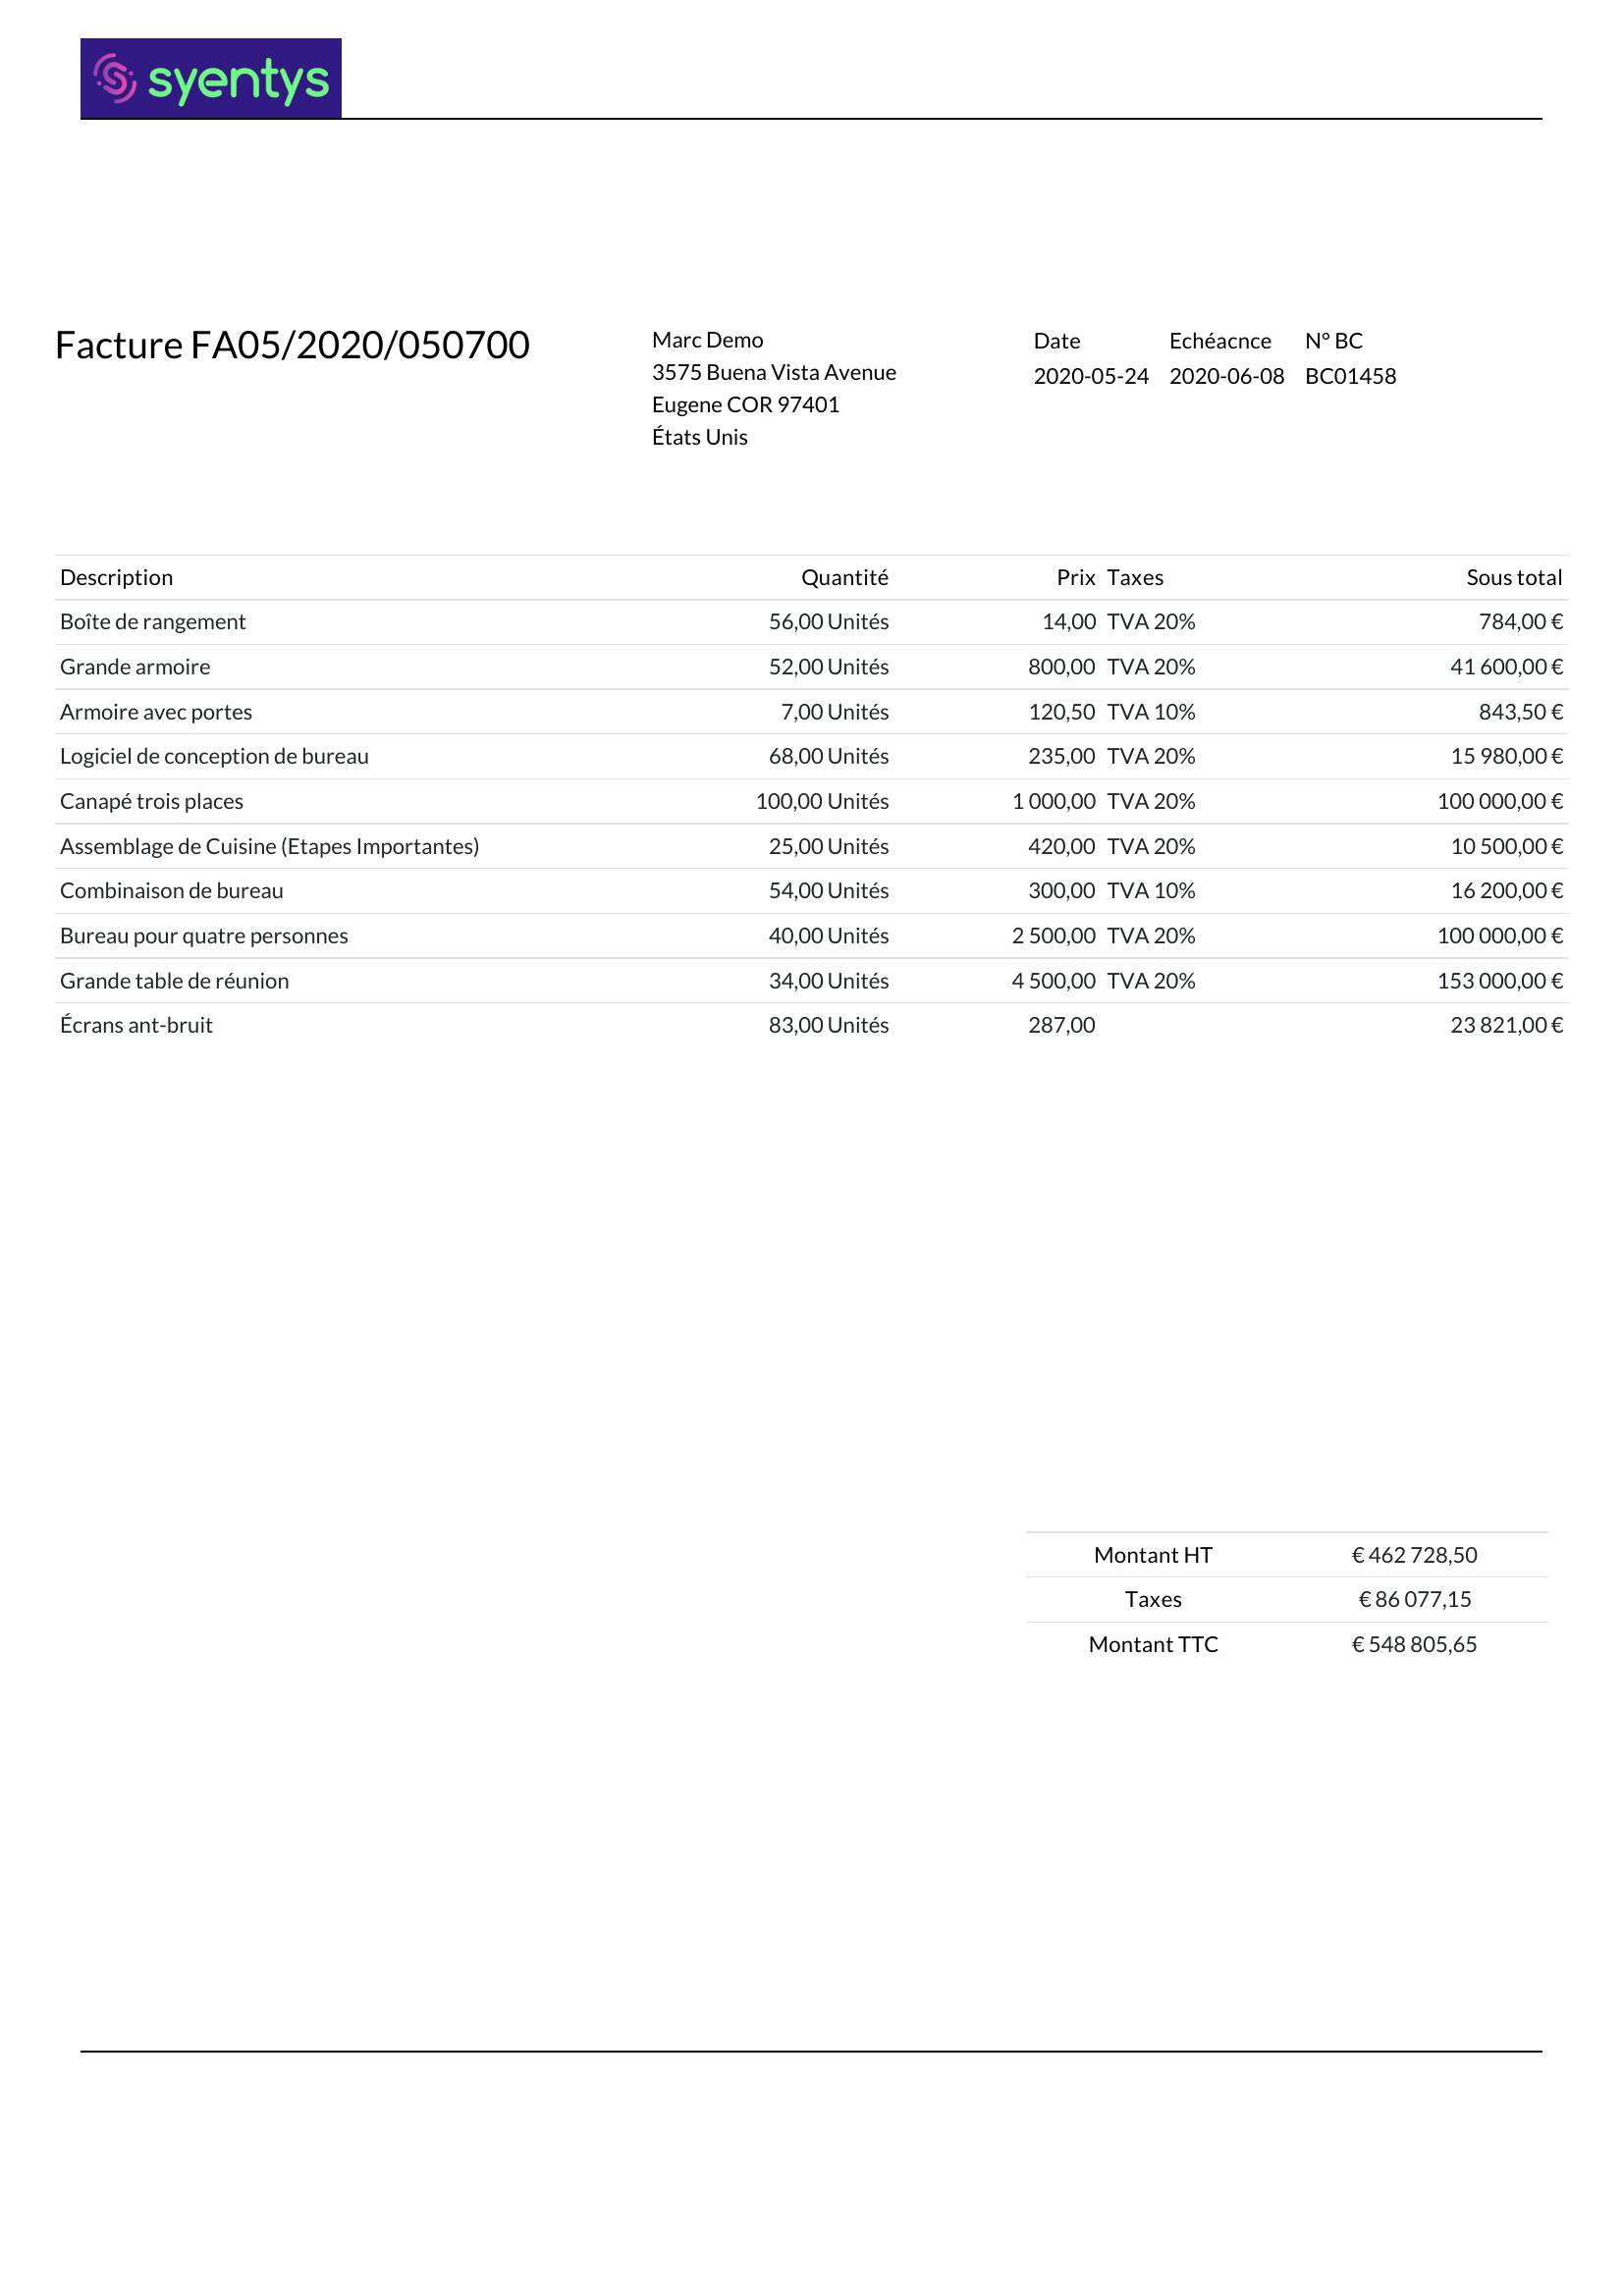 syentys
Facture FA05/2020/050700
Marc Demo
3575 Buena Vista Avenue
Eugene COR 97401
États Unis
Date Echéacnce N° BC
2020-05-24 2020-06-08 BC01458
Description Quantité Prix Taxes Sous total
Boîte de rangement 56,00 Unités 14,00 TVA 20% 784,00 €
Grande armoire 52,00 Unités 800,00 TVA 20% 41 600,00 €
Armoire avec portes 7,00 Unités 120,50 TVA 10% 843,50 €
Logiciel de conception de bureau 68,00 Unités 235,00 TVA 20% 15 980,00 €
Canapé trois places 100,00 Unités 1 000,00 TVA 20% 100 000,00 €
Assemblage de Cuisine (Etapes Importantes) 25,00 Unités 420,00 TVA 20% 10 500,00 €
Combinaison de bureau 54,00 Unités 300,00 TVA 10% 16 200,00 €
Bureau pour quatre personnes 40,00 Unités 2 500,00 TVA 20% 100 000,00 €
Grande table de réunion 34,00 Unités 4 500,00 TVA 20% 153 000,00 €
Écrans ant-bruit 83,00 Unités 287,00 23 821,00 €
Montant HT € 462 728,50
Taxes € 86 077,15
Montant TTC € 548 805,65